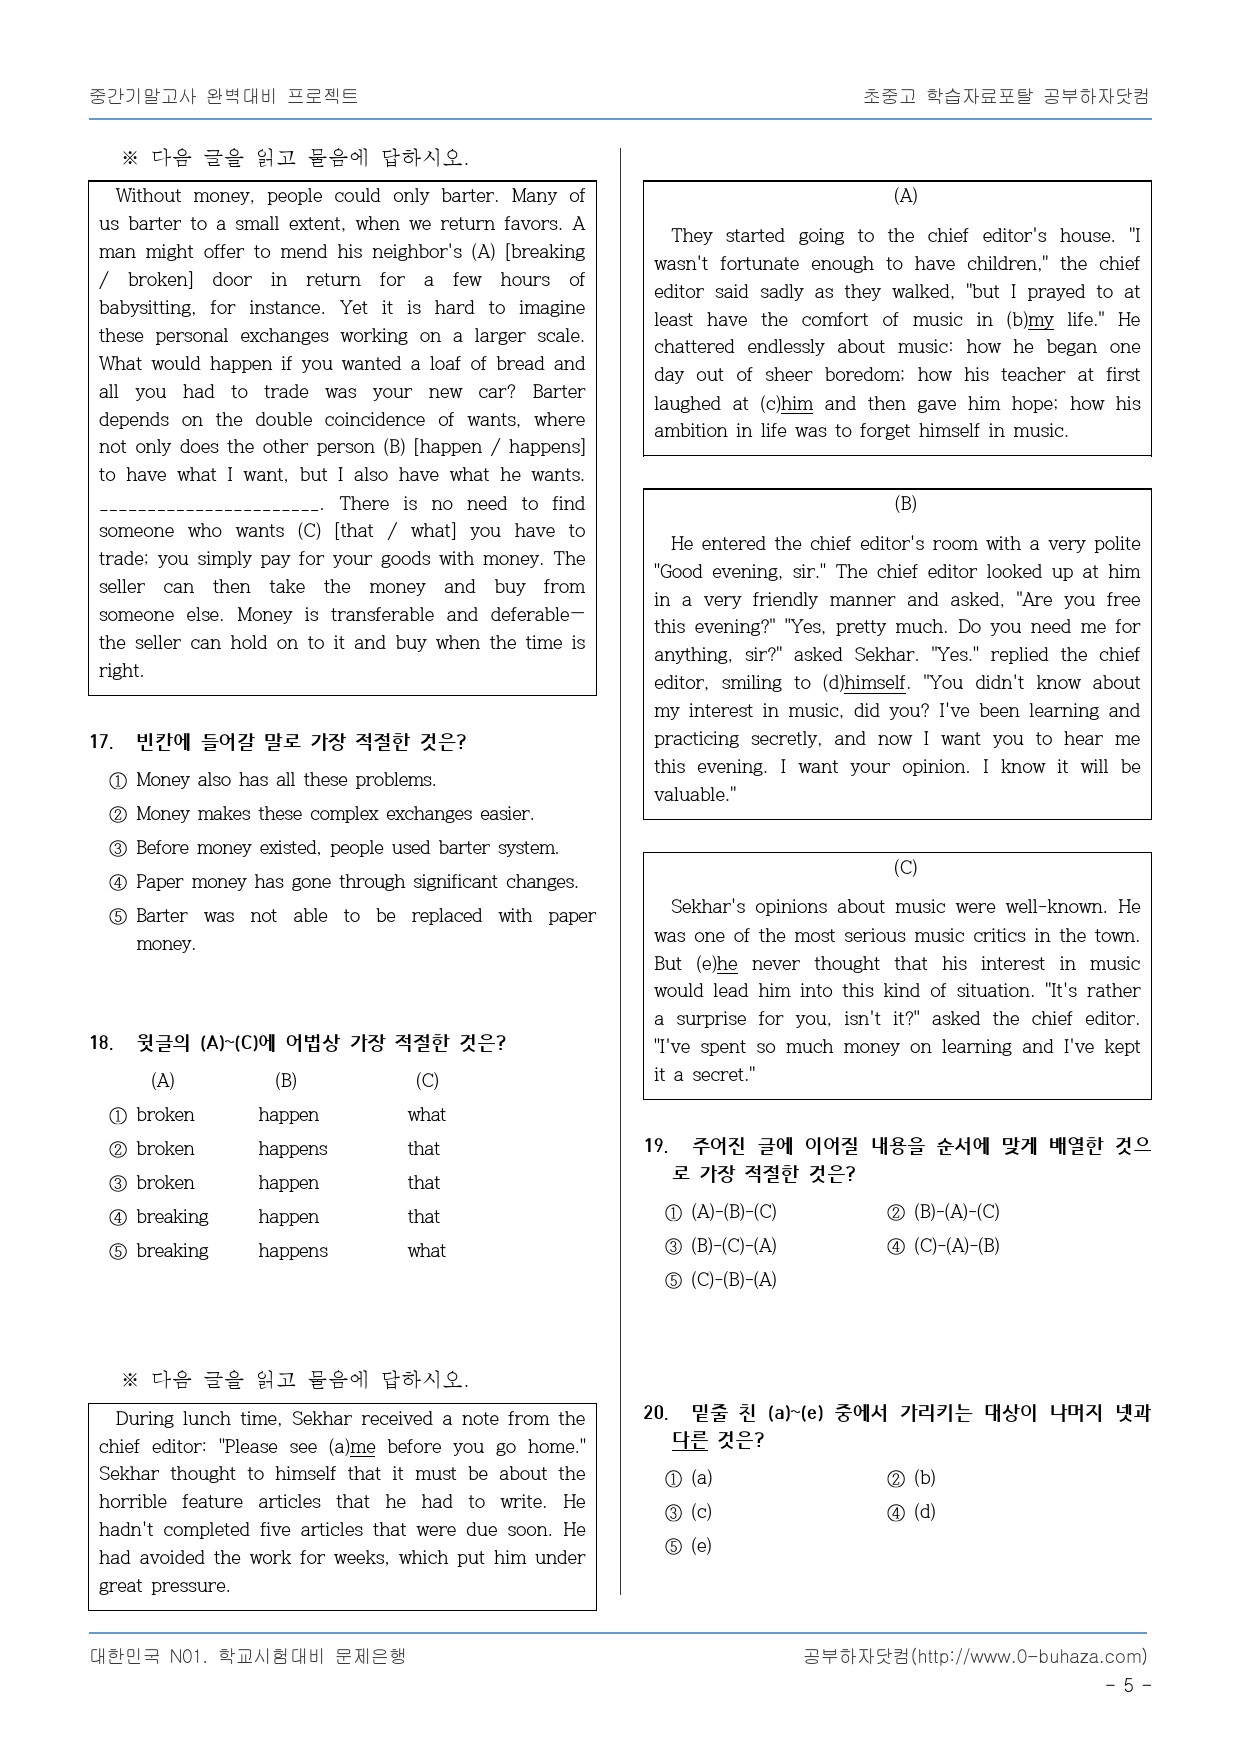 중간기말고사 완벽대비 프로젝트
초중고 학습자료포탈 공부하자닷컴
※ 다음 글을 읽고 물음에 답하시오.
Without money, people could only barter. Many of
us barter to a small extent, when we return favors. A
man might offer to mend his neighbor's (A) [breaking
/ broken] door in return for a few hours of
babysitting, for instance. Yet it is hard to imagine
these personal exchanges working on a larger scale.
What would happen if you wanted a loaf of bread and
all you had to trade was your new car? Barter
depends on the double coincidence of wants, where
not only does the other person (B) [happen / happens]
to have what I want, but I also have what he wants.
_______________________. There is no need to find
someone who wants (C) [that / what] you have to
trade; you simply pay for your goods with money. The
seller can then take the money and buy from
someone else. Money is transferable and deferable—
the seller can hold on to it and buy when the time is
right.
17. 빈칸에 들어갈 말로 가장 적절한 것은?
① Money also has all these problems.
② Money makes these complex exchanges easier.
③ Before money existed, people used barter system.
④ Paper money has gone through significant changes.
⑤ Barter was not able to be replaced with paper
money.
18. 윗글의 (A)~(C)에 어법상 가장 적절한 것은?
(A) (B) (C)
① broken happen what
② broken happens that
③ broken happen that
④ breaking happen that
⑤ breaking happens what
※ 다음 글을 읽고 물음에 답하시오.
During lunch time, Sekhar received a note from the
chief editor: "Please see (a)me before you go home."
Sekhar thought to himself that it must be about the
horrible feature articles that he had to write. He
hadn't completed five articles that were due soon. He
had avoided the work for weeks, which put him under
great pressure.
(A)
They started going to the chief editor's house. "I
wasn't fortunate enough to have children," the chief
editor said sadly as they walked, "but I prayed to at
least have the comfort of music in (b)my life." He
chattered endlessly about music: how he began one
day out of sheer boredom; how his teacher at first
laughed at (c)him and then gave him hope; how his
ambition in life was to forget himself in music.
(B)
He entered the chief editor's room with a very polite
"Good evening, sir." The chief editor looked up at him
in a very friendly manner and asked, "Are you free
this evening?" "Yes, pretty much. Do you need me for
anything, sir?" asked Sekhar. "Yes." replied the chief
editor, smiling to (d)himself. "You didn't know about
my interest in music, did you? I've been learning and
practicing secretly, and now I want you to hear me
this evening. I want your opinion. I know it will be
valuable."
(C)
Sekhar's opinions about music were well-known. He
was one of the most serious music critics in the town.
But (e)he never thought that his interest in music
would lead him into this kind of situation. "It's rather
a surprise for you, isn't it?" asked the chief editor.
"I've spent so much money on learning and I've kept
it a secret."
19. 주어진 글에 이어질 내용을 순서에 맞게 배열한 것으
로 가장 적절한 것은?
① (A)-(B)-(C) ② (B)-(A)-(C)
③ (B)-(C)-(A) ④ (C)-(A)-(B)
⑤ (C)-(B)-(A)
20. 밑줄 친 (a)~(e) 중에서 가리키는 대상이 나머지 넷과
다른 것은?
① (a) ② (b)
③ (c) ④ (d)
⑤ (e)
대한민국 N01. 학교시험대비 문제은행
공부하자닷컴(http://www.0-buhaza.com)
- 5 -